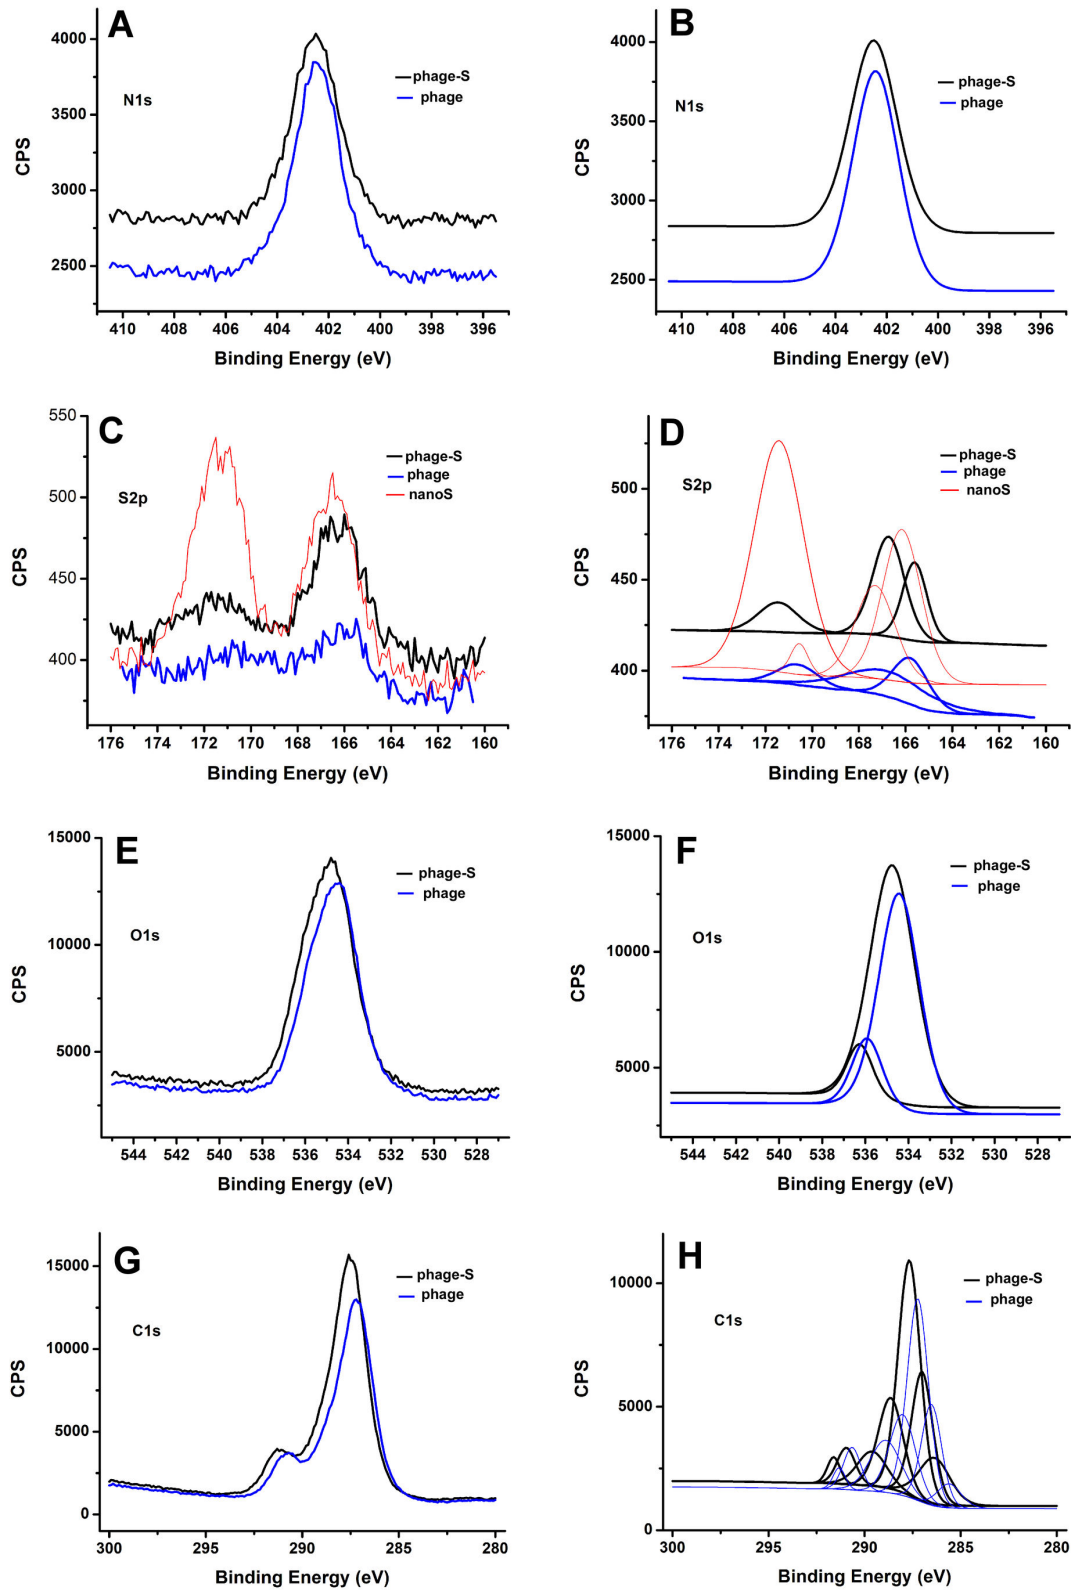 A
N1s
phage-S
phage
CPS
4000
3500
3000
2500
410 408 406 404 402 400 398 396
Binding Energy (eV)
B
N1s
phage-S
phage
CPS
4000
3500
3000
2500
410 408 406 404 402 400 398 396
Binding Energy (eV)
C
S2p
phage-S
phage
nanoS
CPS
550
500
450
400
176 174 172 170 168 166 164 162 160
Binding Energy (eV)
D
S2p
phage-S
phage
nanoS
CPS
500
450
400
176 174 172 170 168 166 164 162 160
Binding Energy (eV)
E
O1s
phage-S
phage
CPS
15000
10000
5000
544 542 540 538 536 534 532 530 528
Binding Energy (eV)
F
O1s
phage-S
phage
CPS
15000
10000
5000
544 542 540 538 536 534 532 530 528
Binding Energy (eV)
G
C1s
phage-S
phage
CPS
15000
10000
5000
0
300 295 290 285 280
Binding Energy (eV)
H
C1s
phage-S
phage
CPS
10000
5000
0
300 295 290 285 280
Binding Energy (eV)